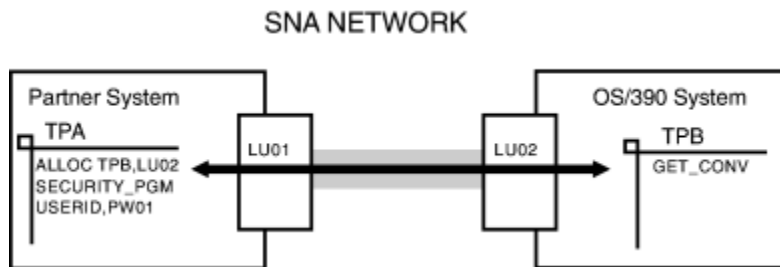 SNA NETWORK
Partner System
TPA
ALLOC TPB,LU02
SECURITY_PGM
USERID,PW01
LU01
LU02
OS/390 System
TPB
GET_CONV